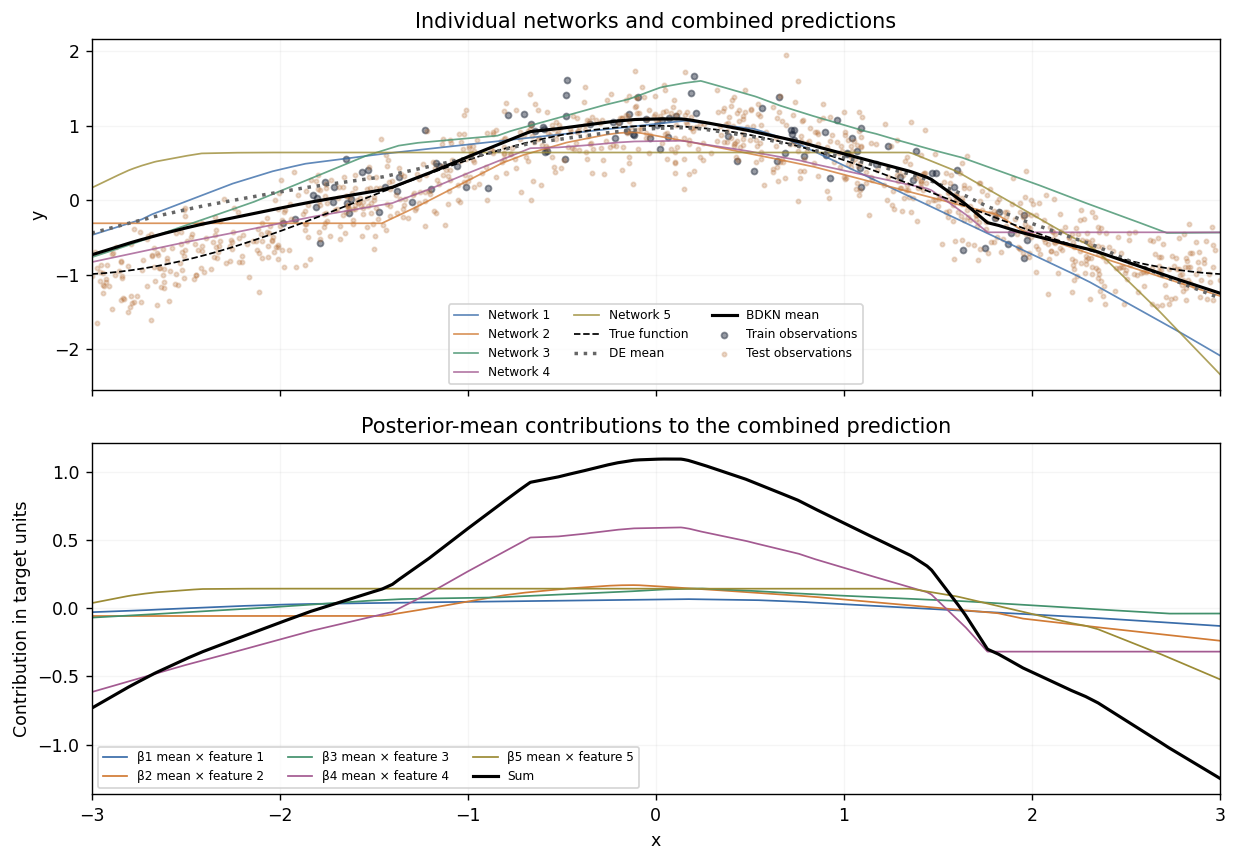 Individual networks and combined predictions
2
1
0
−1
−2
y
Network 1
Network 2
Network 3
Network 4
Network 5
True function
DE mean
BDKN mean
Train observations
Test observations
Posterior-mean contributions to the combined prediction
1.0
0.5
0.0
−0.5
−1.0
Contribution in target units
β1 mean × feature 1
β2 mean × feature 2
β3 mean × feature 3
β4 mean × feature 4
β5 mean × feature 5
Sum
−3
−2
−1
0
1
2
3
x